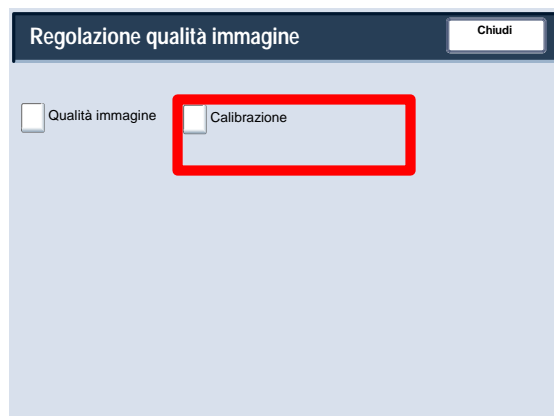 Regolazione qualità immagine
Chiudi
Qualità immagine
Calibrazione